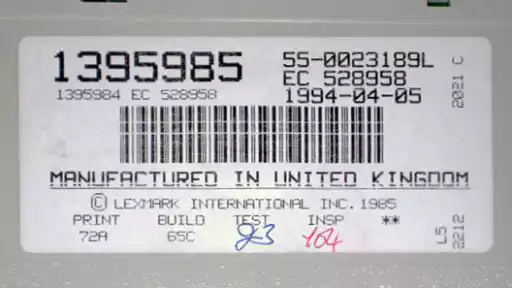 1395985
55-0023189L
EC 528958
1395984 EC 528958
1994-04-05
2021 C
MANUFACTURED IN UNITED KINGDOM
© LEXMARK INTERNATIONAL INC. 1985
PRINT BUILD TEST INSP **
72A 65C 23 164
L5
2212